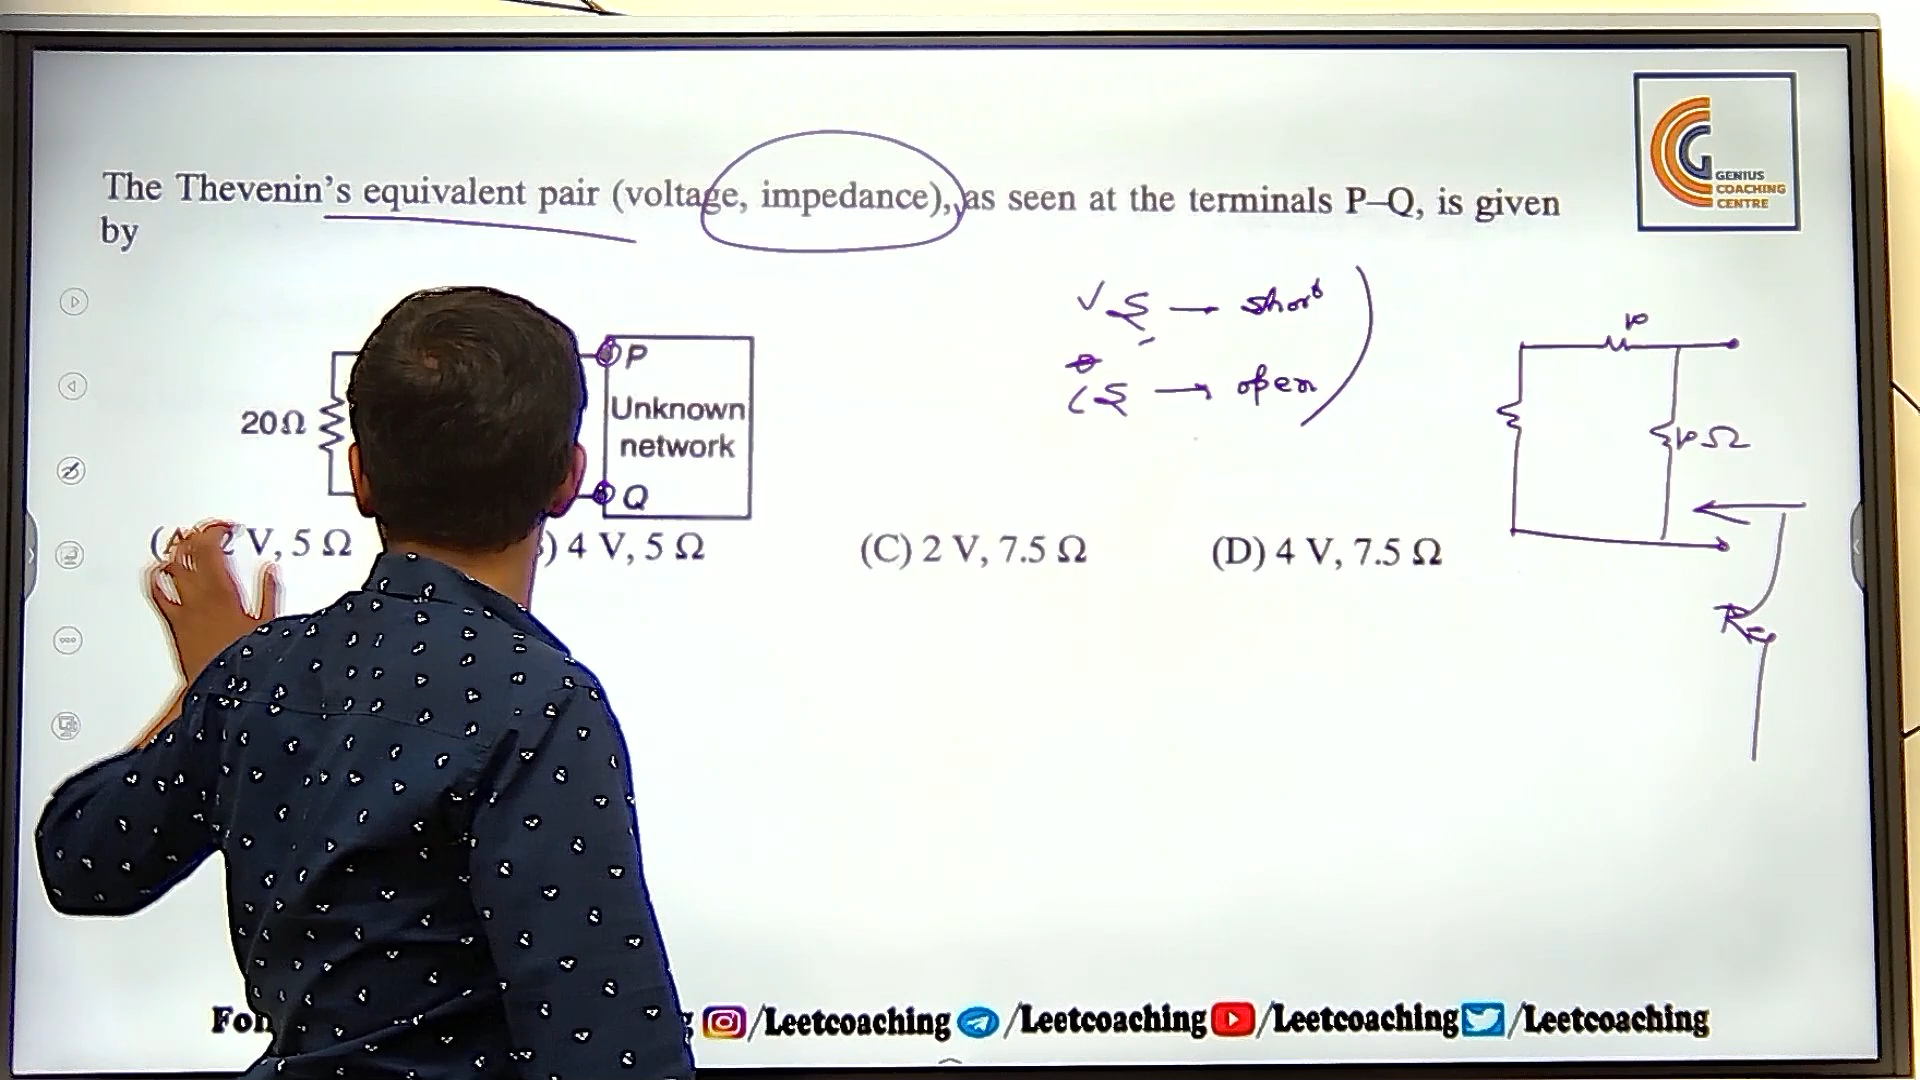 GENIUS
COACHING
CENTRE
The Thevenin's equivalent pair (voltage, impedance), as seen at the terminals P–Q, is given
by
short
open
10
10Ω
20Ω
P
Unknown
network
Q
2 V, 5 Ω
) 4 V, 5 Ω
(C) 2 V, 7.5 Ω
(D) 4 V, 7.5 Ω
Req
/Leetcoaching /Leetcoaching /Leetcoaching /Leetcoaching